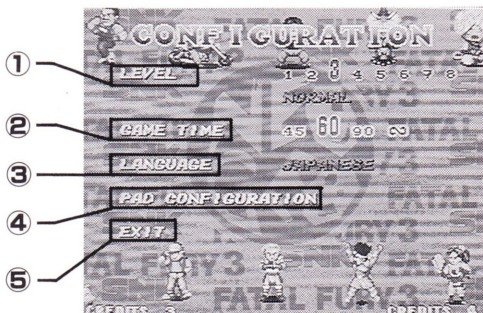 CONFIGURATION
① LEVEL 1 2 3 4 5 6 7 8
NORMAL
② GAME TIME 45 60 90 ∞
③ LANGUAGE JAPANESE
④ PAD CONFIGURATION
⑤ EXIT
FATAL FURY 3
CREDITS 3 CREDITS 4